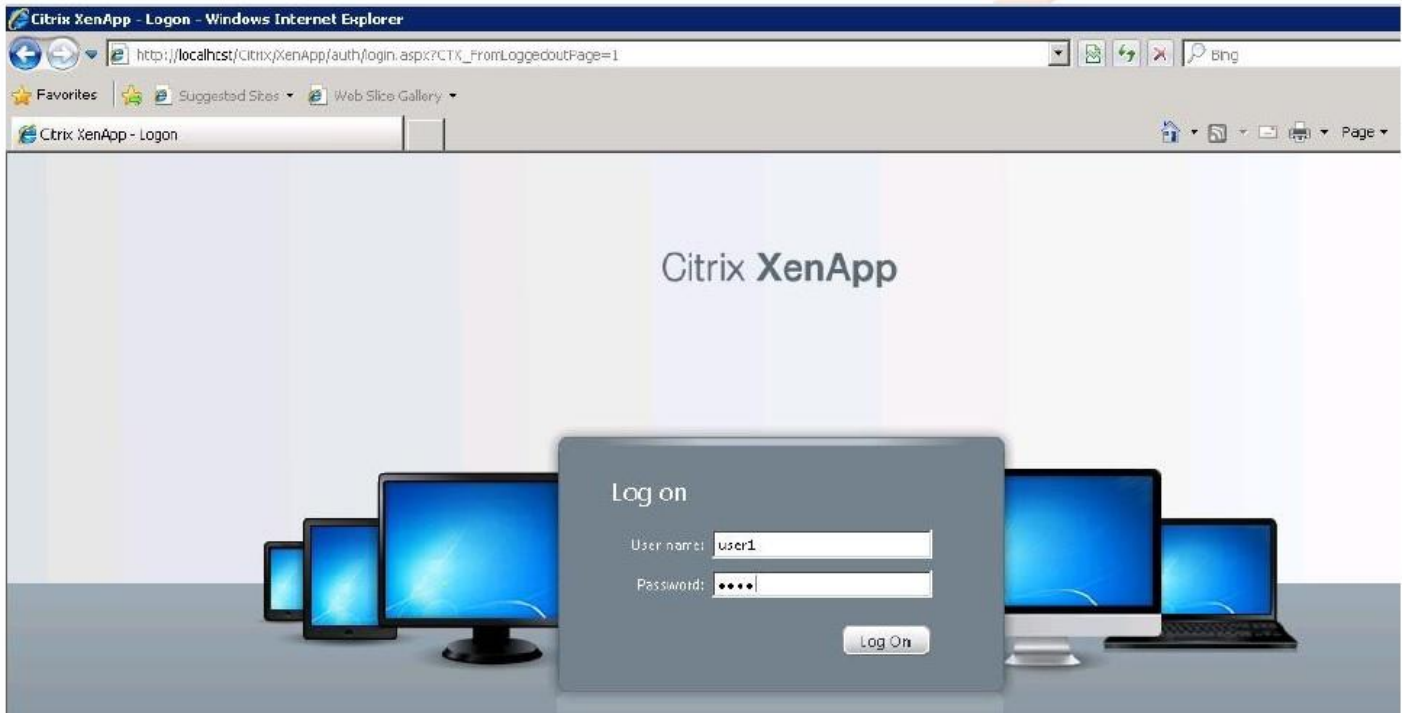 Citrix XenApp - Logon - Windows Internet Explorer
http://localhost/Citrix/XenApp/auth/login.aspx?CTX_FromLoggedoutPage=1
Bing
Favorites
Suggested Sites
Web Slice Gallery
Citrix XenApp - Logon
Page
Citrix XenApp
Log on
User name: user1
Password: ••••
Log On